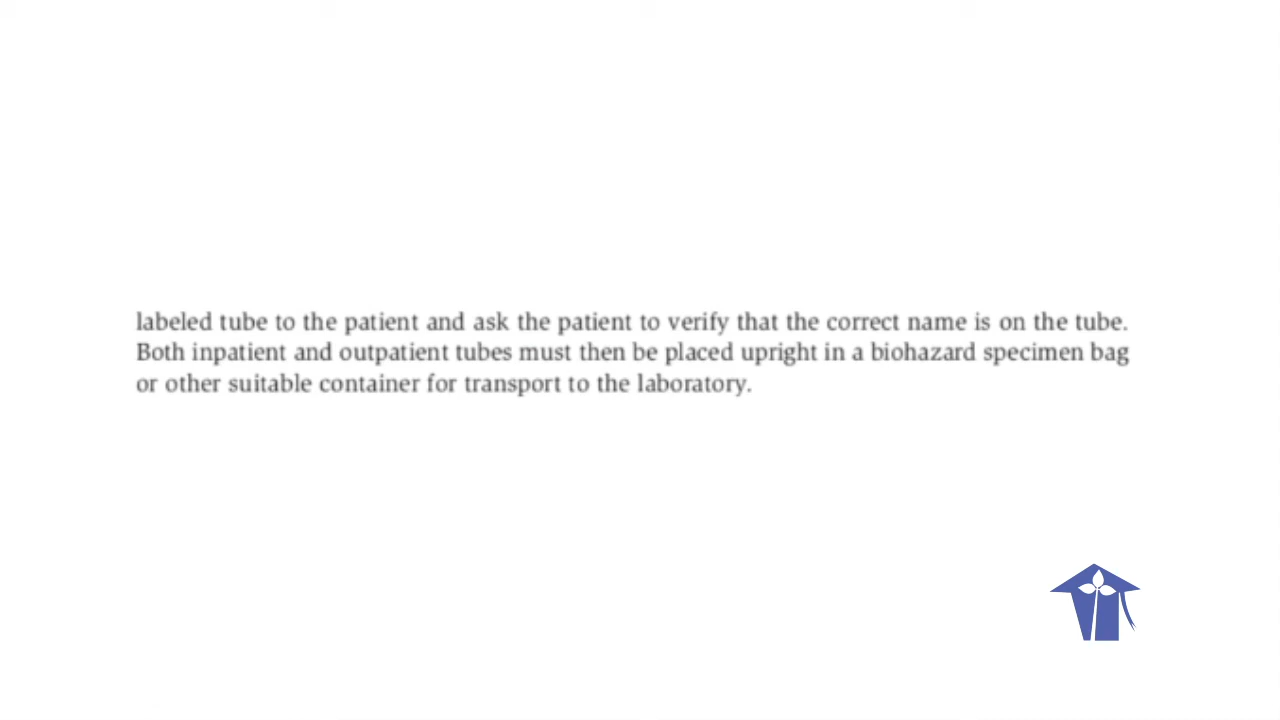 labeled tube to the patient and ask the patient to verify that the correct name is on the tube.
Both inpatient and outpatient tubes must then be placed upright in a biohazard specimen bag
or other suitable container for transport to the laboratory.